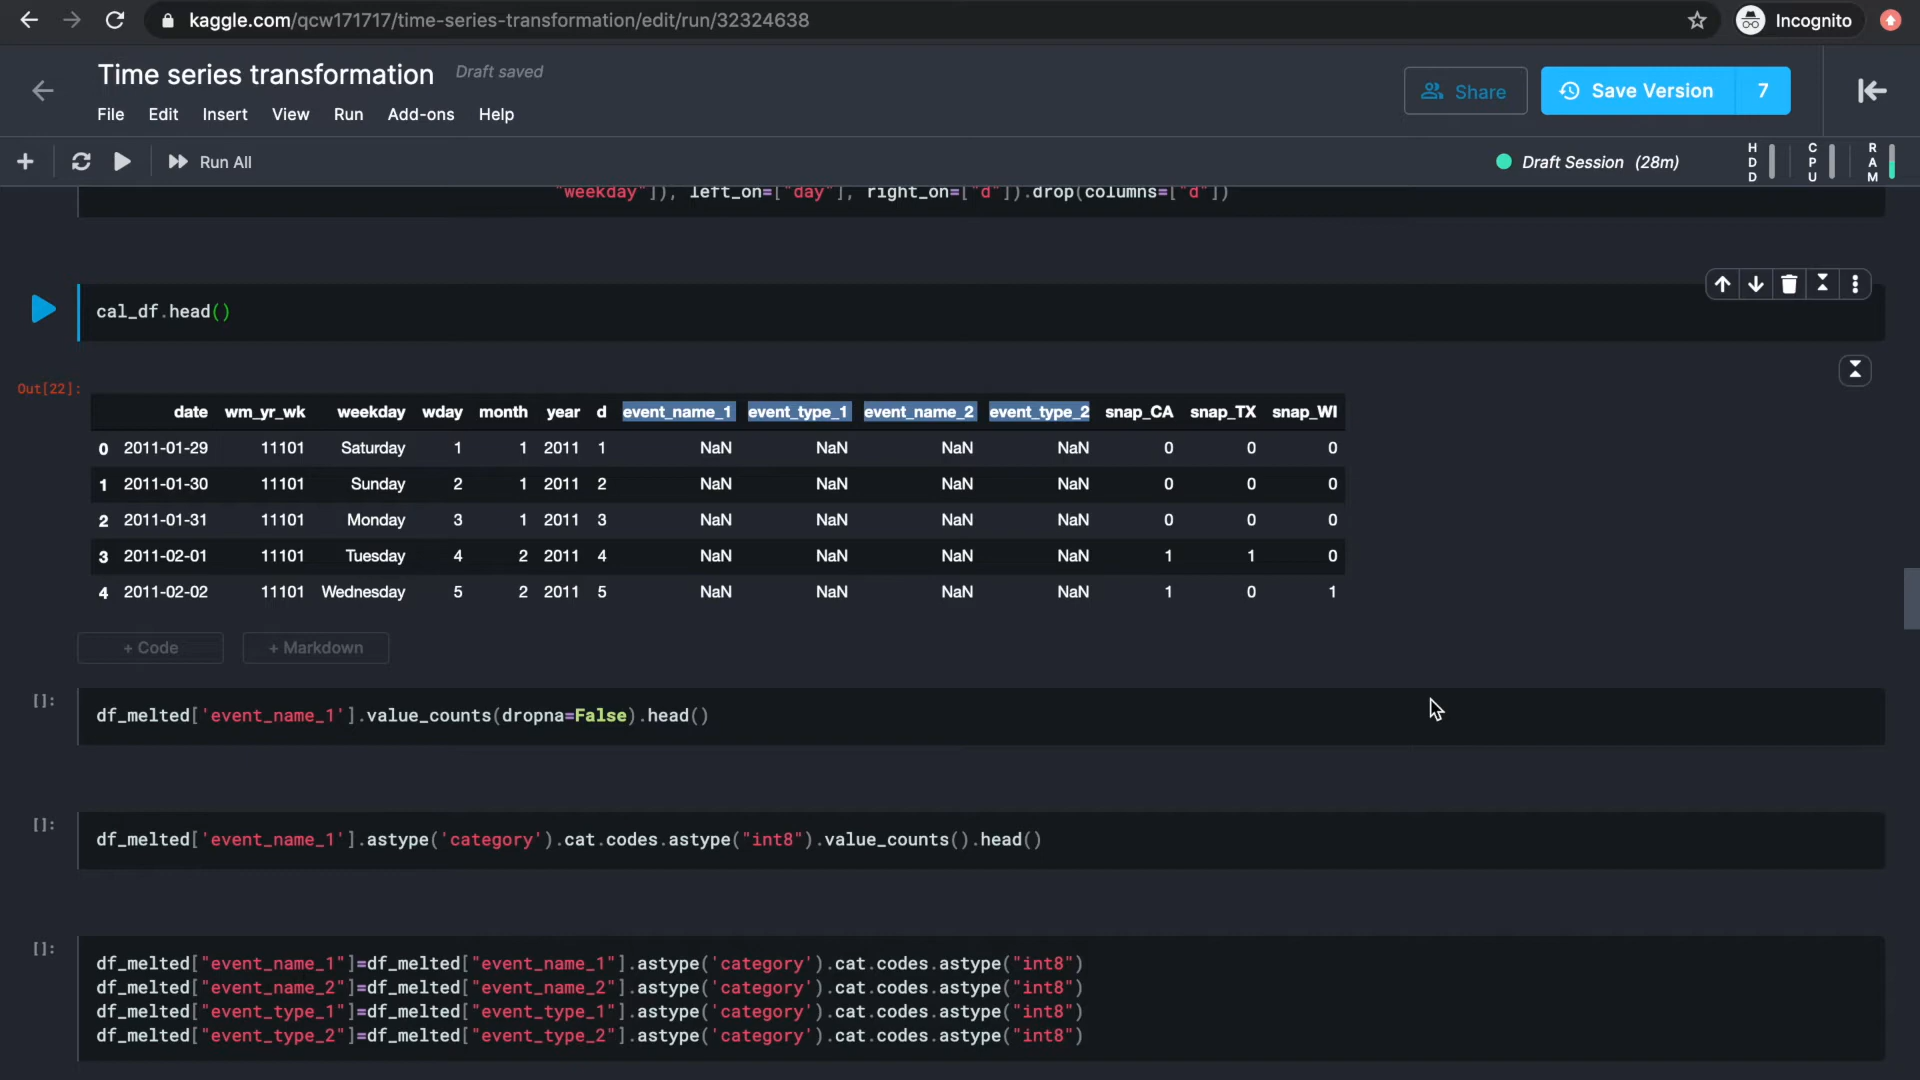 kaggle.com/qcw171717/time-series-transformation/edit/run/32324638
Incognito
Time series transformation
Draft saved
Share
Save Version
7
File Edit Insert View Run Add-ons Help
Run All
Draft Session (28m)
HDD
CPU
RAM
"weekday"]), left_on=["day"], right_on=["d"]).drop(columns=["d"])
cal_df.head()
Out[22]:
date wm_yr_wk weekday wday month year d event_name_1 event_type_1 event_name_2 event_type_2 snap_CA snap_TX snap_WI
0 2011-01-29 11101 Saturday 1 1 2011 1 NaN NaN NaN NaN 0 0 0
1 2011-01-30 11101 Sunday 2 1 2011 2 NaN NaN NaN NaN 0 0 0
2 2011-01-31 11101 Monday 3 1 2011 3 NaN NaN NaN NaN 0 0 0
3 2011-02-01 11101 Tuesday 4 2 2011 4 NaN NaN NaN NaN 1 1 0
4 2011-02-02 11101 Wednesday 5 2 2011 5 NaN NaN NaN NaN 1 0 1
+ Code
+ Markdown
[]:
df_melted['event_name_1'].value_counts(dropna=False).head()
[]:
df_melted['event_name_1'].astype('category').cat.codes.astype("int8").value_counts().head()
[]:
df_melted["event_name_1"]=df_melted["event_name_1"].astype('category').cat.codes.astype("int8")
df_melted["event_name_2"]=df_melted["event_name_2"].astype('category').cat.codes.astype("int8")
df_melted["event_type_1"]=df_melted["event_type_1"].astype('category').cat.codes.astype("int8")
df_melted["event_type_2"]=df_melted["event_type_2"].astype('category').cat.codes.astype("int8")